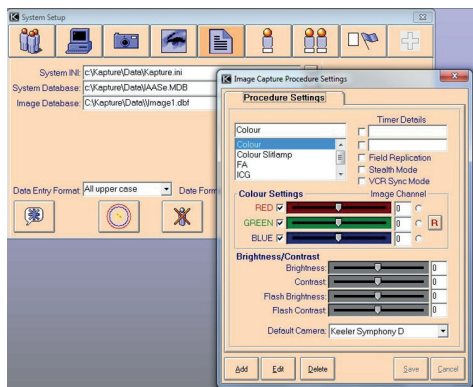 System Setup
System INI: c:\Kapture\Data\Kapture.ini
System Database: c:\Kapture\Data\IAASe.MDB
Image Database: C:\Kapture\Data\Image1.dbf
Data Entry Format: All upper case
Date Form
Image Capture Procedure Settings
Procedure Settings
Timer Details
Colour
Colour
Colour Slitlamp
FA
ICG
Field Replication
Stealth Mode
VCR Sync Mode
Colour Settings
Image Channel
RED 0
GREEN 0 R
BLUE 0
Brightness/Contrast
Brightness: 0
Contrast: 0
Flash Brightness: 0
Flash Contrast: 0
Default Camera: Keeler Symphony D
Add Edit Delete Save Cancel